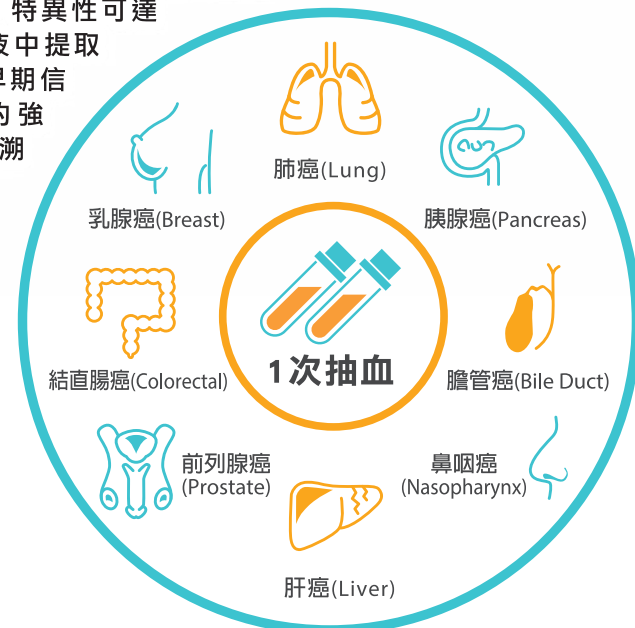 特異性可達
液中提取
早期信
的強
溯
肺癌(Lung)
乳腺癌(Breast)
胰腺癌(Pancreas)
1次抽血
結直腸癌(Colorectal)
膽管癌(Bile Duct)
前列腺癌
(Prostate)
鼻咽癌
(Nasopharynx)
肝癌(Liver)